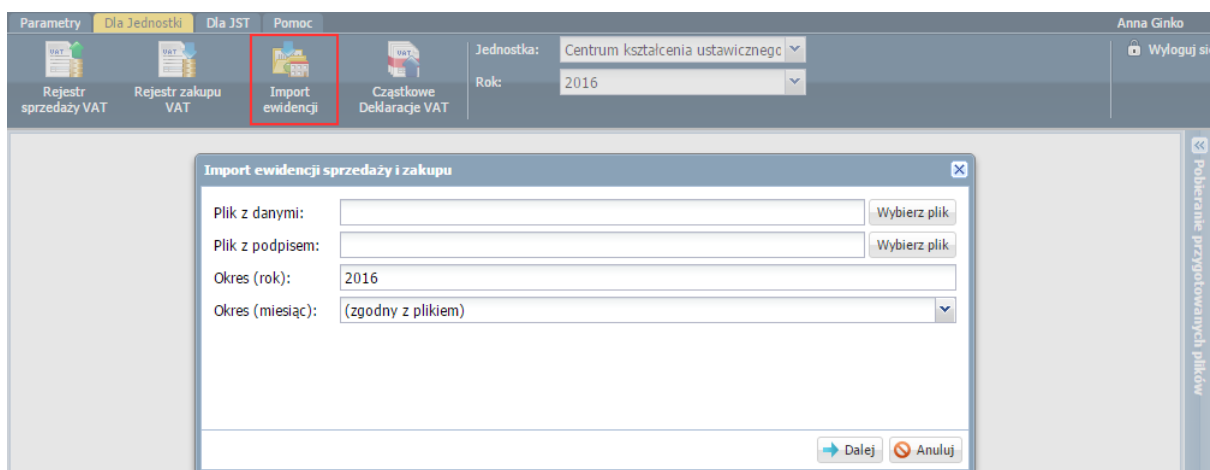 Parametry Dla Jednostki Dla JST Pomoc Anna Ginko
Rejestr sprzedaży VAT
Rejestr zakupu VAT
Import ewidencji
Cząstkowe Deklaracje VAT
Jednostka: Centrum kształcenia ustawicznego
Rok: 2016
Wyloguj się
Import ewidencji sprzedaży i zakupu
Plik z danymi: Wybierz plik
Plik z podpisem: Wybierz plik
Okres (rok): 2016
Okres (miesiąc): (zgodny z plikiem)
Dalej Anuluj
Pobieranie przygotowanych plików